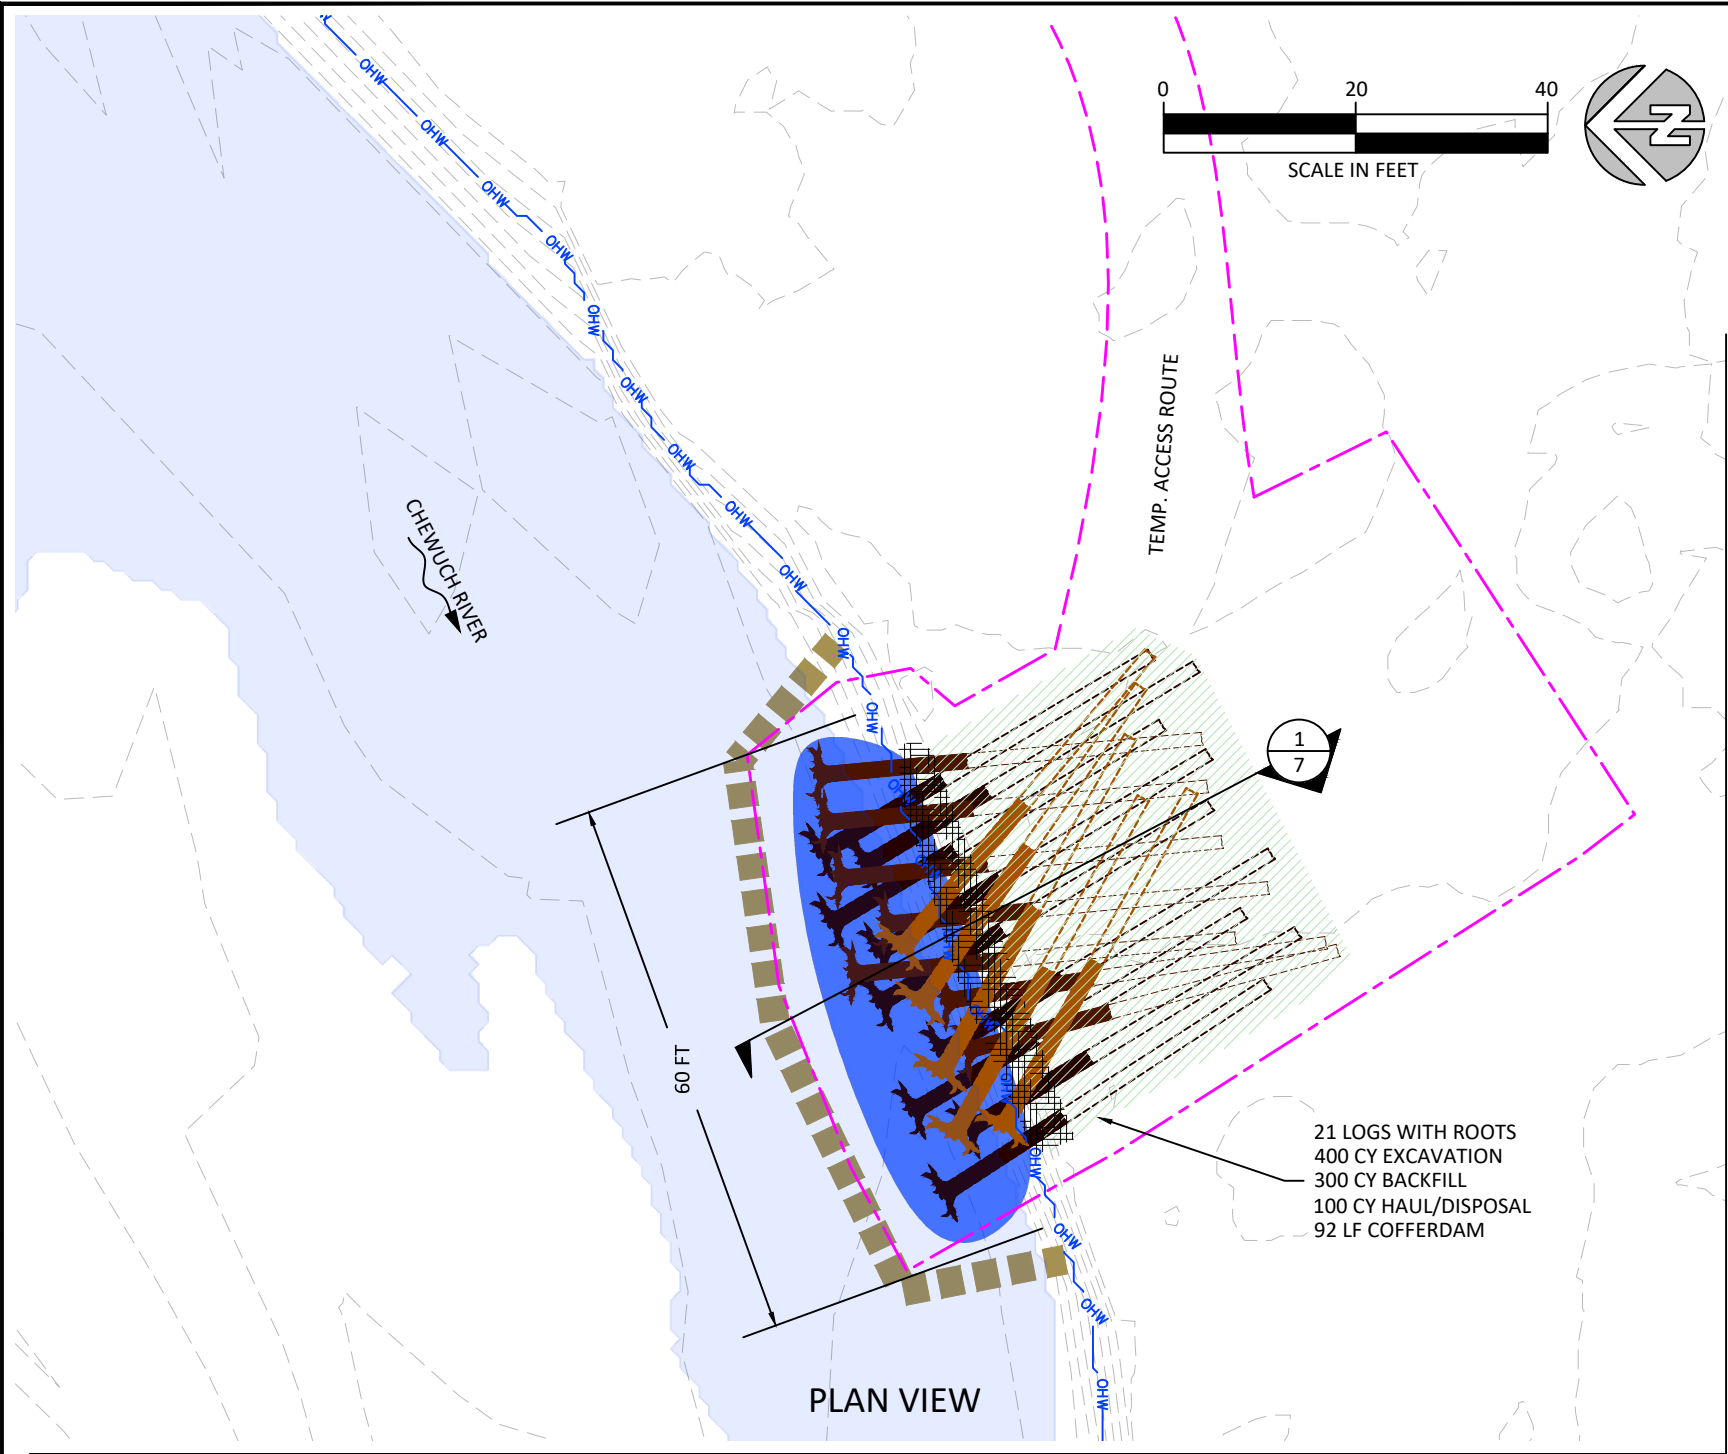 0 20 40
SCALE IN FEET
N
OHW
OHW
OHW
OHW
OHW
OHW
OHW
OHW
OHW
OHW
OHW
CHEWUCH RIVER
TEMP. ACCESS ROUTE
1
7
60 FT
21 LOGS WITH ROOTS
400 CY EXCAVATION
300 CY BACKFILL
100 CY HAUL/DISPOSAL
92 LF COFFERDAM
OHW
OHW
OHW
OHW
PLAN VIEW